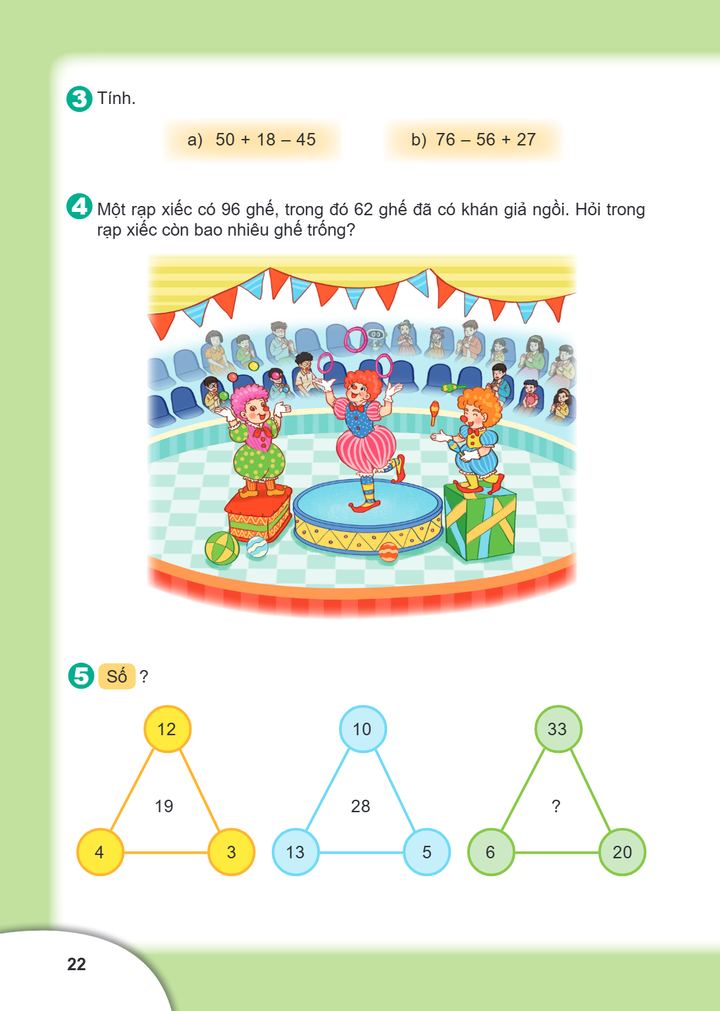 3 Tính.
a) 50 + 18 – 45
b) 76 – 56 + 27
4 Một rạp xiếc có 96 ghế, trong đó 62 ghế đã có khán giả ngồi. Hỏi trong
rạp xiếc còn bao nhiêu ghế trống?
5 Số ?
12
19
4
3
10
28
13
5
33
?
6
20
22